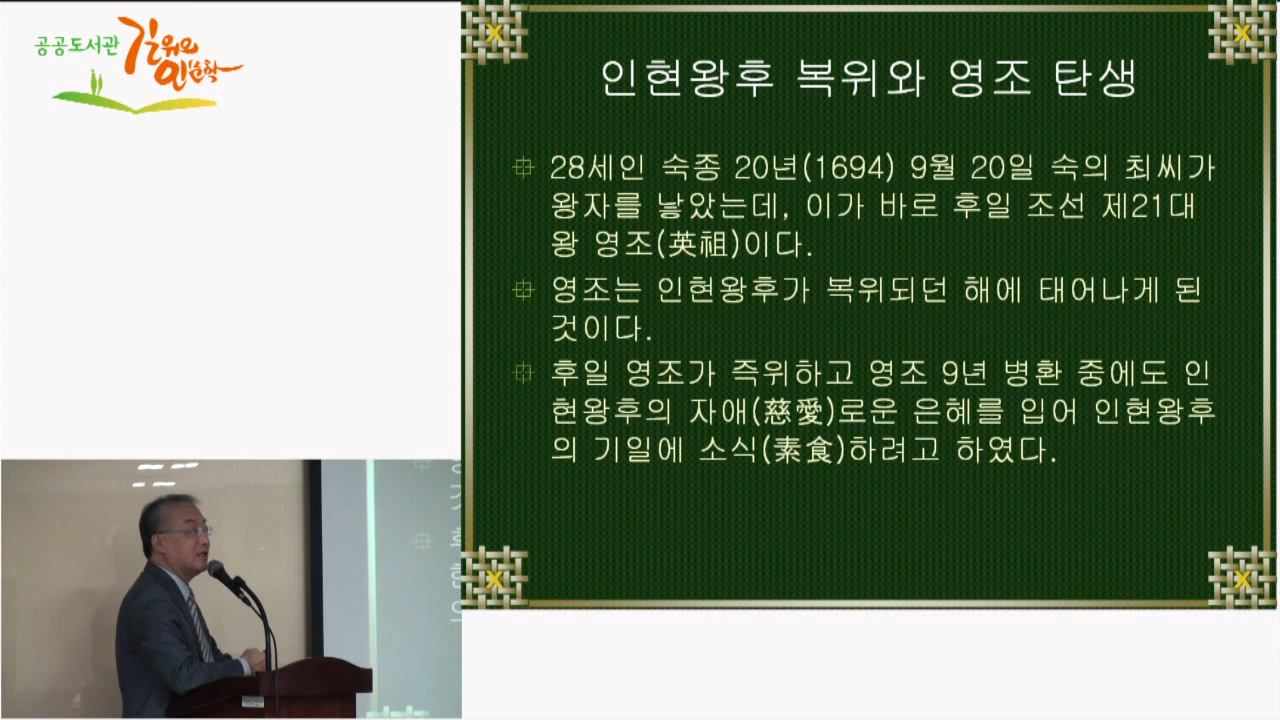 공공도서관
길위의
인문학
인현왕후 복위와 영조 탄생
28세인 숙종 20년(1694) 9월 20일 숙의 최씨가
왕자를 낳았는데, 이가 바로 후일 조선 제21대
왕 영조(英祖)이다.
영조는 인현왕후가 복위되던 해에 태어나게 된
것이다.
후일 영조가 즉위하고 영조 9년 병환 중에도 인
현왕후의 자애(慈愛)로운 은혜를 입어 인현왕후
의 기일에 소식(素食)하려고 하였다.